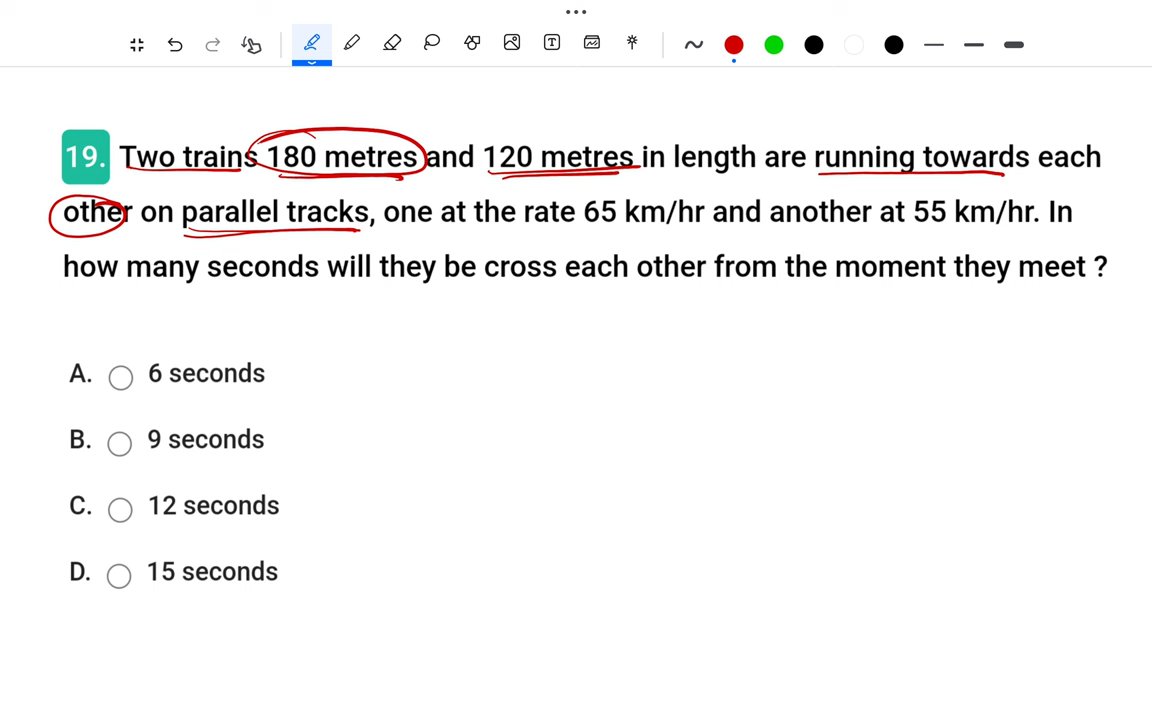 19. Two trains 180 metres and 120 metres in length are running towards each
other on parallel tracks, one at the rate 65 km/hr and another at 55 km/hr. In
how many seconds will they be cross each other from the moment they meet ?
A. 6 seconds
B. 9 seconds
C. 12 seconds
D. 15 seconds